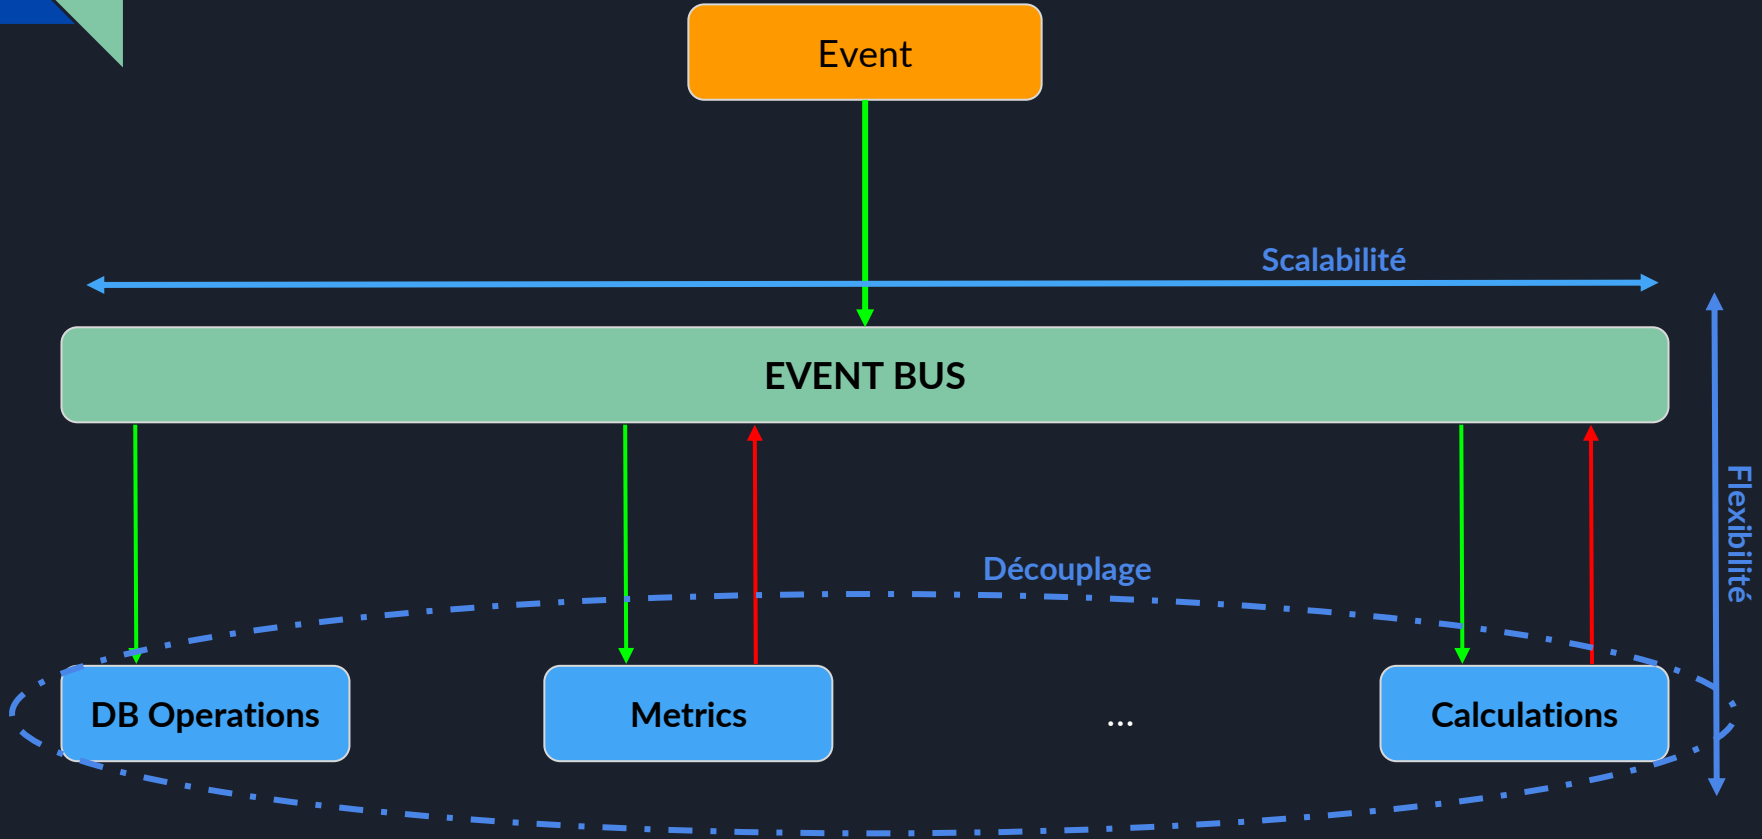 Event
Scalabilité
EVENT BUS
Flexibilité
Découplage
DB Operations
Metrics
...
Calculations